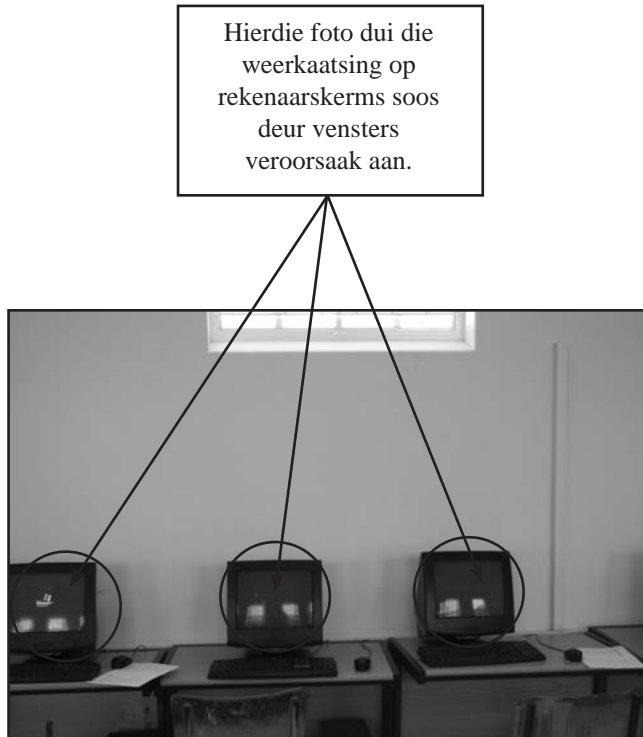 Hierdie foto dui die
weerkaatsing op
rekenaarskerms soos
deur vensters
veroorsaak aan.